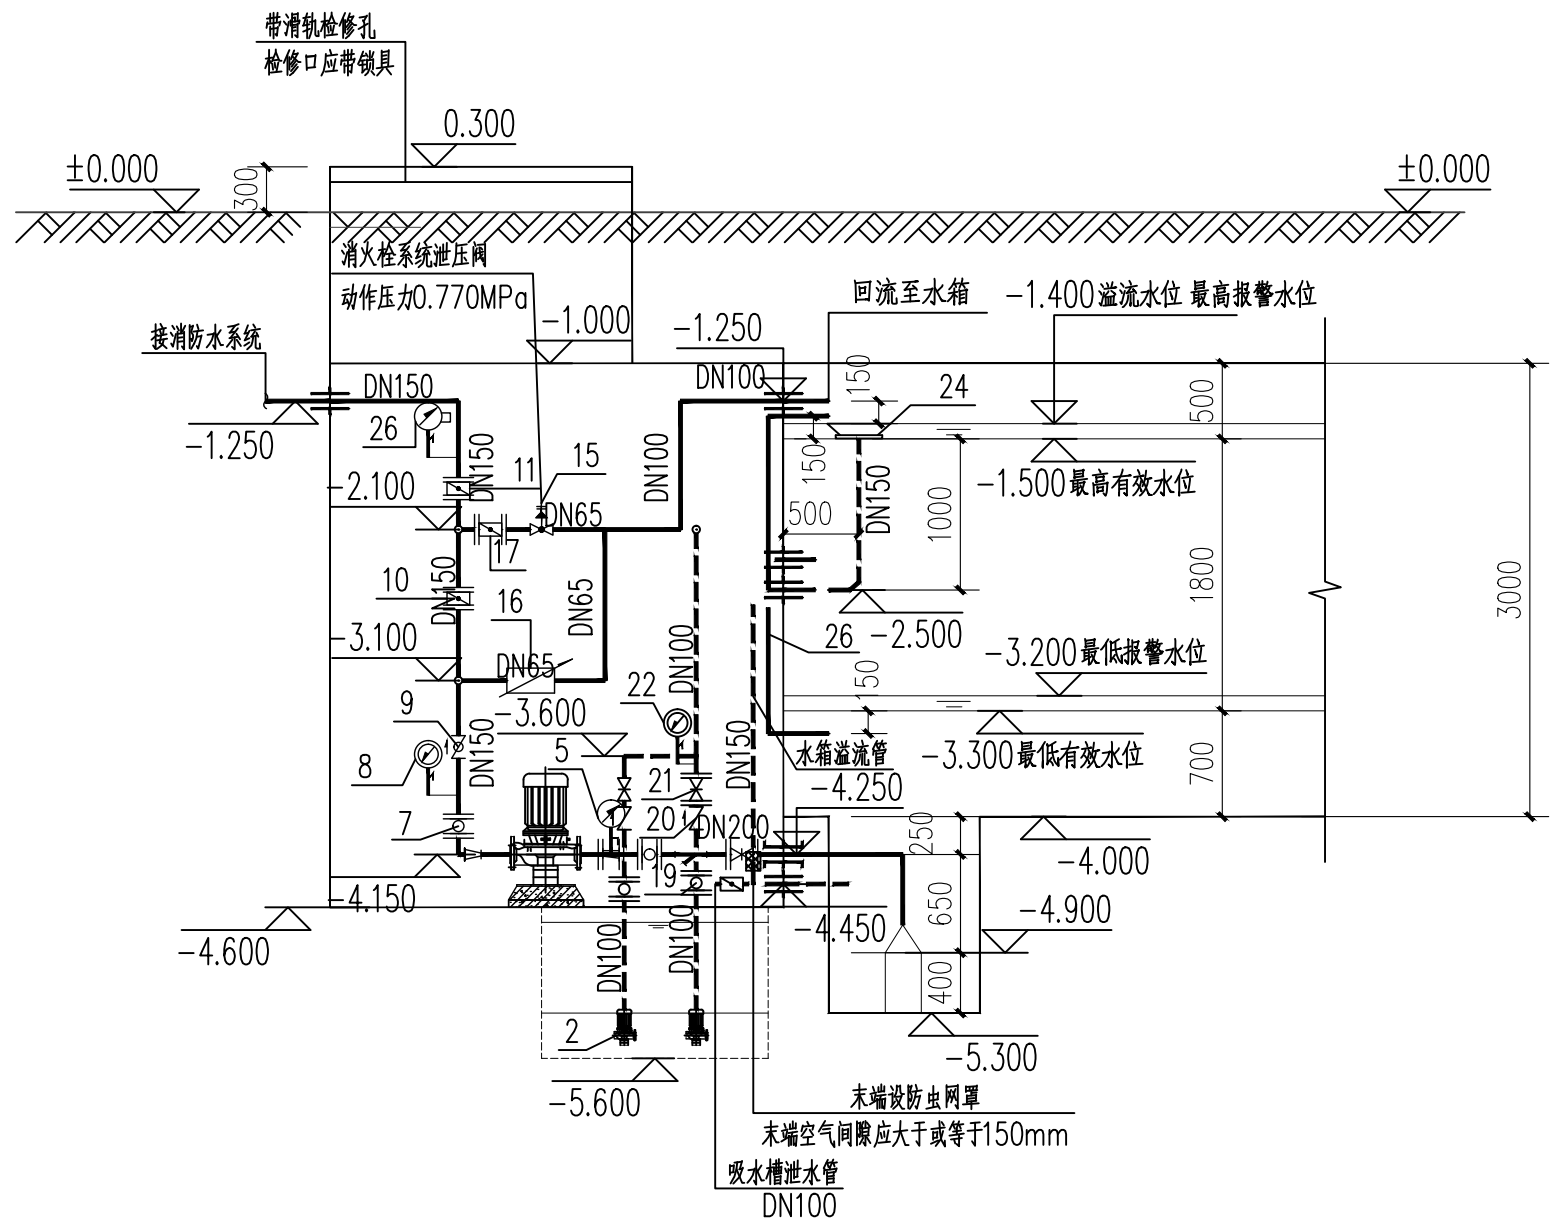 带滑轨检修孔
检修口应带锁具
0.300
±0.000
300
±0.000
消火栓系统泄压阀
动作压力0.770MPa
回流至水箱
-1.400溢流水位 最高报警水位
-1.000
-1.250
接消防水系统
DN150
DN100
150
24
500
26
-1.250
DN150
11
15
DN100
150
DN150
-1.500最高有效水位
-2.100
DN65
500
1000
17
DN150
10
16
DN65
1800
3000
-3.100
DN65
DN100
26
-2.500
-3.200最低报警水位
150
9
22
-3.600
8
DN150
5
DN150
水箱溢流管
-3.300最低有效水位
700
21
-4.250
7
20
DN200
250
-4.000
19
-4.150
650
-4.900
-4.450
-4.600
DN100
DN100
400
2
-5.300
-5.600
末端设防虫网罩
末端空气间隙应大于或等于150mm
吸水槽泄水管
DN100